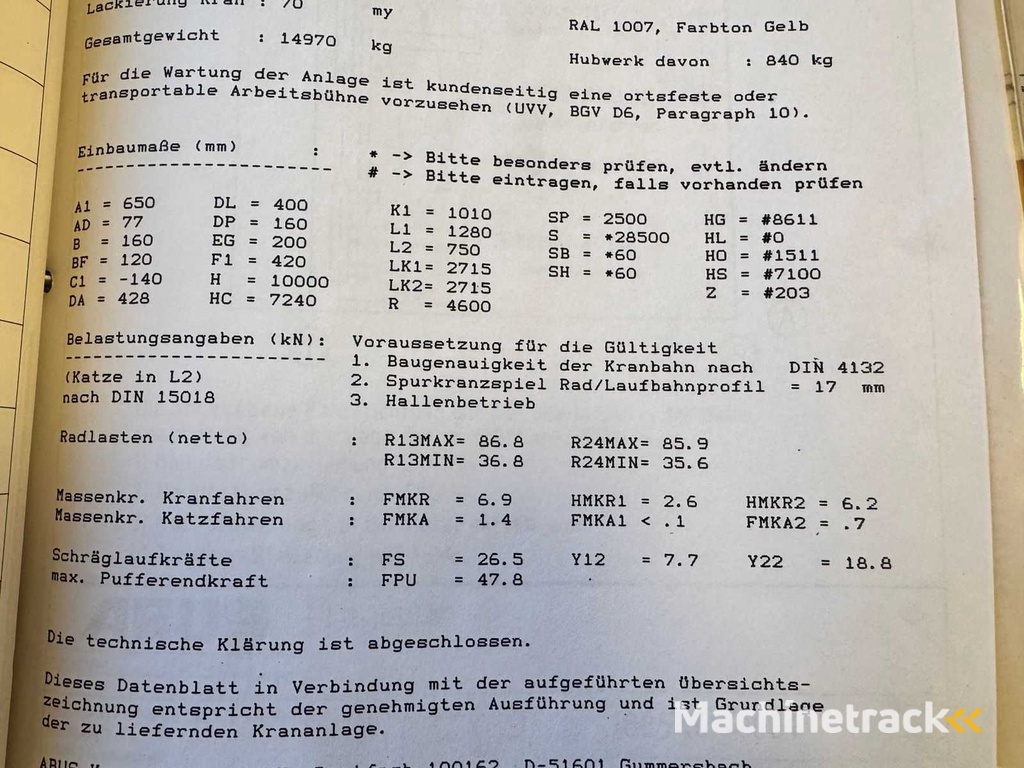 Lackierung Kran : 70 my RAL 1007, Farbton Gelb
Gesamtgewicht : 14970 kg Hubwerk davon : 840 kg
Für die Wartung der Anlage ist kundenseitig eine ortsfeste oder
transportable Arbeitsbühne vorzusehen (UVV, BGV D6, Paragraph 10).
Einbaumaße (mm) : * -> Bitte besonders prüfen, evtl. ändern
# -> Bitte eintragen, falls vorhanden prüfen
A1 = 650 DL = 400 K1 = 1010 SP = 2500 HG = #8611
AD = 77 DP = 160 L1 = 1280 S = *28500 HL = #0
B = 160 EG = 200 L2 = 750 SB = *60 HO = #1511
BF = 120 F1 = 420 LK1= 2715 SH = *60 HS = #7100
C1 = -140 H = 10000 LK2= 2715 Z = #203
DA = 428 HC = 7240 R = 4600
Belastungsangaben (kN): Voraussetzung für die Gültigkeit
1. Baugenauigkeit der Kranbahn nach DIN 4132
(Katze in L2) 2. Spurkranzspiel Rad/Laufbahnprofil = 17 mm
nach DIN 15018 3. Hallenbetrieb
Radlasten (netto) : R13MAX= 86.8 R24MAX= 85.9
R13MIN= 36.8 R24MIN= 35.6
Massenkr. Kranfahren : FMKR = 6.9 HMKR1 = 2.6 HMKR2 = 6.2
Massenkr. Katzfahren : FMKA = 1.4 FMKA1 < .1 FMKA2 = .7
Schräglaufkräfte : FS = 26.5 Y12 = 7.7 Y22 = 18.8
max. Pufferendkraft : FPU = 47.8
Die technische Klärung ist abgeschlossen.
Dieses Datenblatt in Verbindung mit der aufgeführten Übersichts-
zeichnung entspricht der genehmigten Ausführung und ist Grundlage
der zu liefernden Krananlage.
Machinetrack
100162, D-51601 Gummersbach